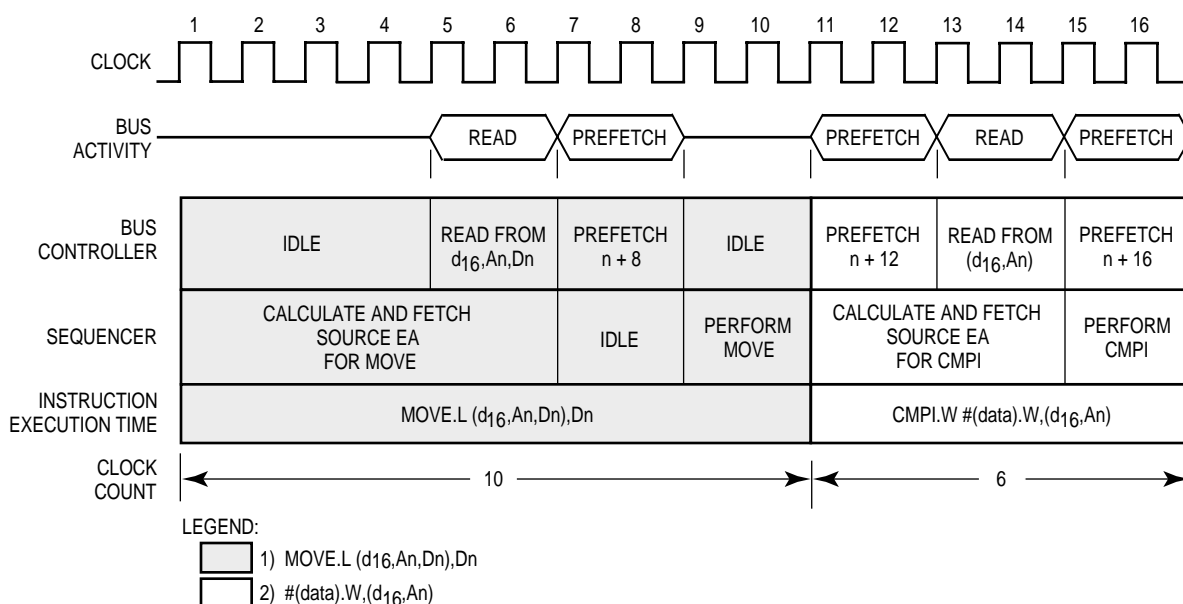 1 2 3 4 5 6 7 8 9 10 11 12 13 14 15 16
CLOCK
BUS
ACTIVITY
READ
PREFETCH
PREFETCH
READ
PREFETCH
BUS
CONTROLLER
IDLE
READ FROM
d16,An,Dn
PREFETCH
n + 8
IDLE
PREFETCH
n + 12
READ FROM
(d16,An)
PREFETCH
n + 16
SEQUENCER
CALCULATE AND FETCH
SOURCE EA
FOR MOVE
IDLE
PERFORM
MOVE
CALCULATE AND FETCH
SOURCE EA
FOR CMPI
PERFORM
CMPI
INSTRUCTION
EXECUTION TIME
MOVE.L (d16,An,Dn),Dn
CMPI.W #(data).W,(d16,An)
CLOCK
COUNT
10
6
LEGEND:
1) MOVE.L (d16,An,Dn),Dn
2) #(data).W,(d16,An)